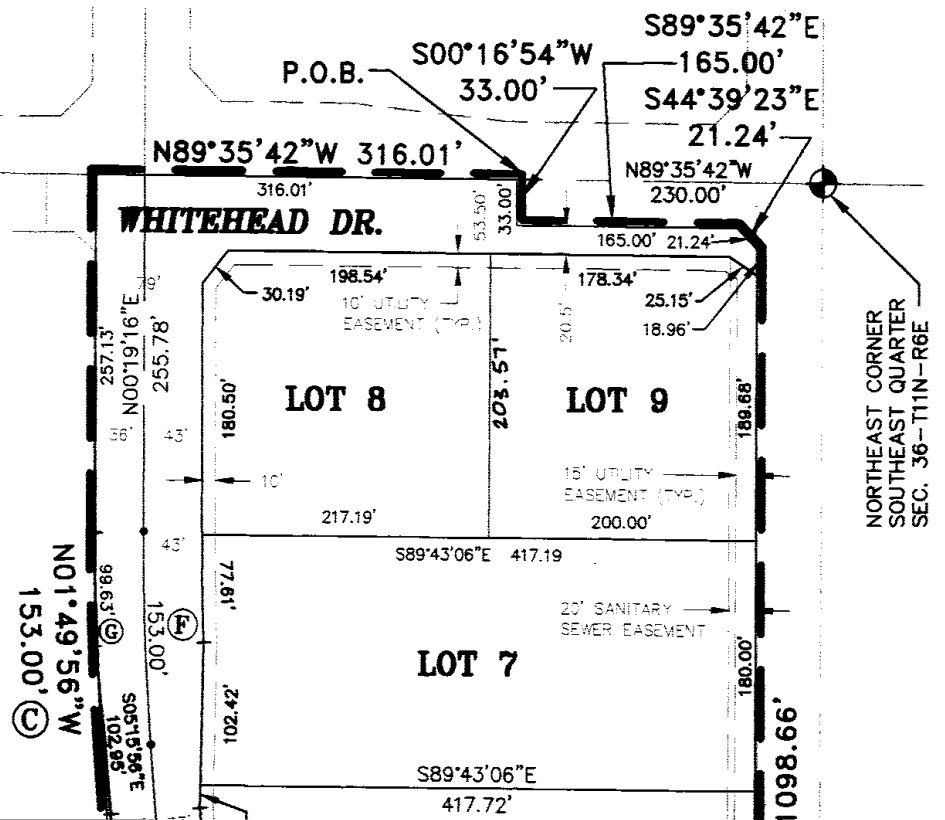 S89°35'42"E
165.00'
S00°16'54"W
33.00'
P.O.B.
S44°39'23"E
21.24'
N89°35'42"W 316.01'
316.01'
N89°35'42"W
230.00'
WHITEHEAD DR.
53.50'
33.00'
165.00' 21.24'
198.54'
178.34'
30.19'
25.15'
18.96'
10' UTILITY
EASEMENT (TYP.)
20.5'
79'
257.13'
N00°19'16"E
255.78'
180.50'
LOT 8
203.57'
LOT 9
189.68'
36' 43'
10'
15' UTILITY
EASEMENT (TYP.)
217.19'
200.00'
43'
S89°43'06"E 417.19
NORTHEAST CORNER
SOUTHEAST QUARTER
SEC. 36-T11N-R6E
N01°49'56"W
153.00' C
99.63'
G
153.00'
F
77.61'
20' SANITARY
SEWER EASEMENT
LOT 7
180.00'
102.42'
S05°15'56"E
102.95'
S89°43'06"E
417.72'
1098.66'